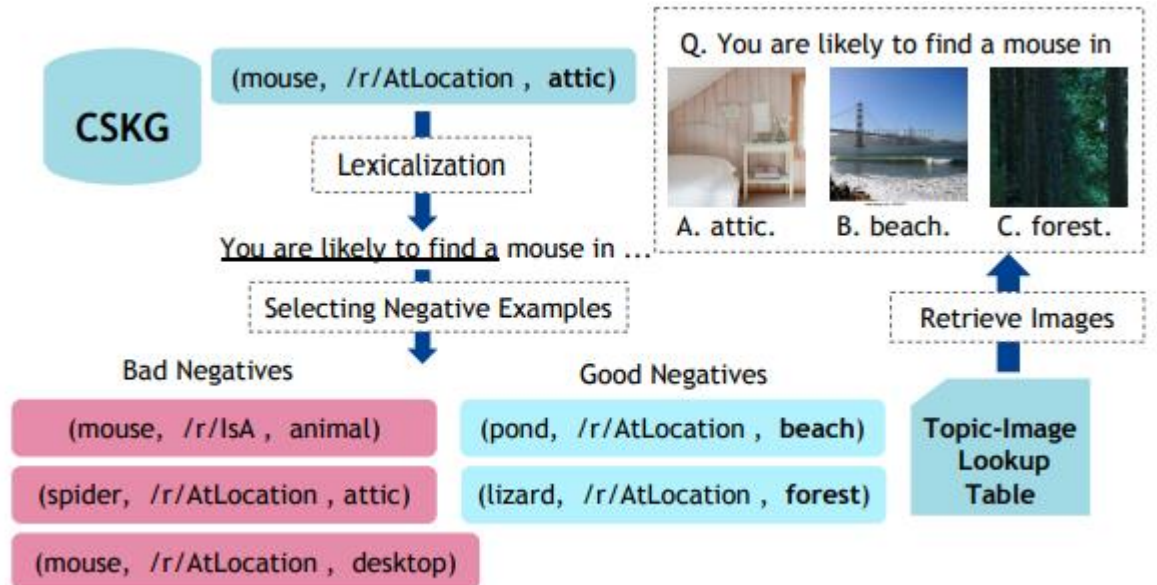 CSKG
(mouse, /r/AtLocation , attic)
Lexicalization
You are likely to find a mouse in ...
Selecting Negative Examples
Bad Negatives
(mouse, /r/IsA , animal)
(spider, /r/AtLocation , attic)
(mouse, /r/AtLocation , desktop)
Good Negatives
(pond, /r/AtLocation , beach)
(lizard, /r/AtLocation , forest)
Topic-Image
Lookup
Table
Retrieve Images
Q. You are likely to find a mouse in
A. attic.
B. beach.
C. forest.